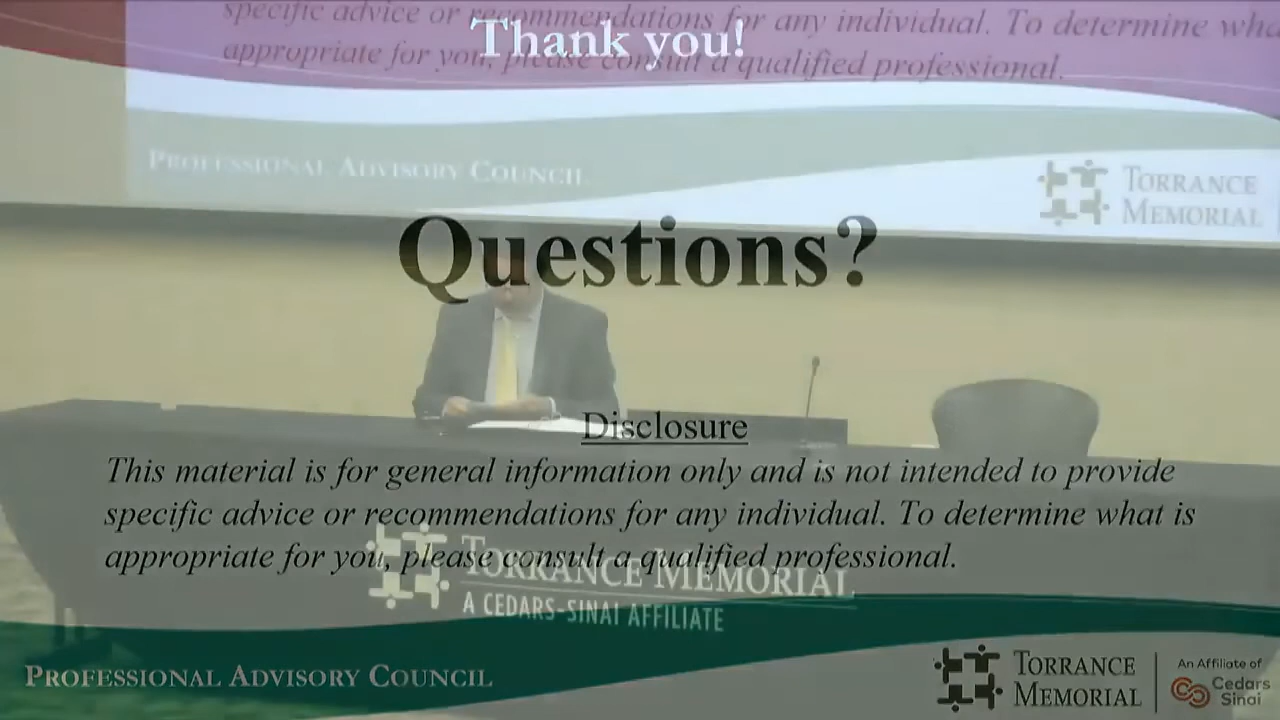 specific advice or recommendations for any individual. To determine wha
Thank you!
appropriate for you, please consult a qualified professional.
PROFESSIONAL ADVISORY COUNCIL
TORRANCE
MEMORIAL
Questions?
Disclosure
This material is for general information only and is not intended to provide
specific advice or recommendations for any individual. To determine what is
appropriate for you, please consult a qualified professional.
TORRANCE MEMORIAL
A CEDARS-SINAI AFFILIATE
PROFESSIONAL ADVISORY COUNCIL
TORRANCE
MEMORIAL
An Affiliate of
Cedars
Sinai